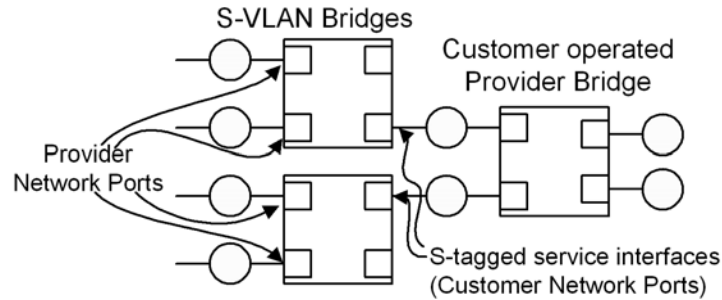 S-VLAN Bridges
Customer operated
Provider Bridge
Provider
Network Ports
S-tagged service interfaces
(Customer Network Ports)